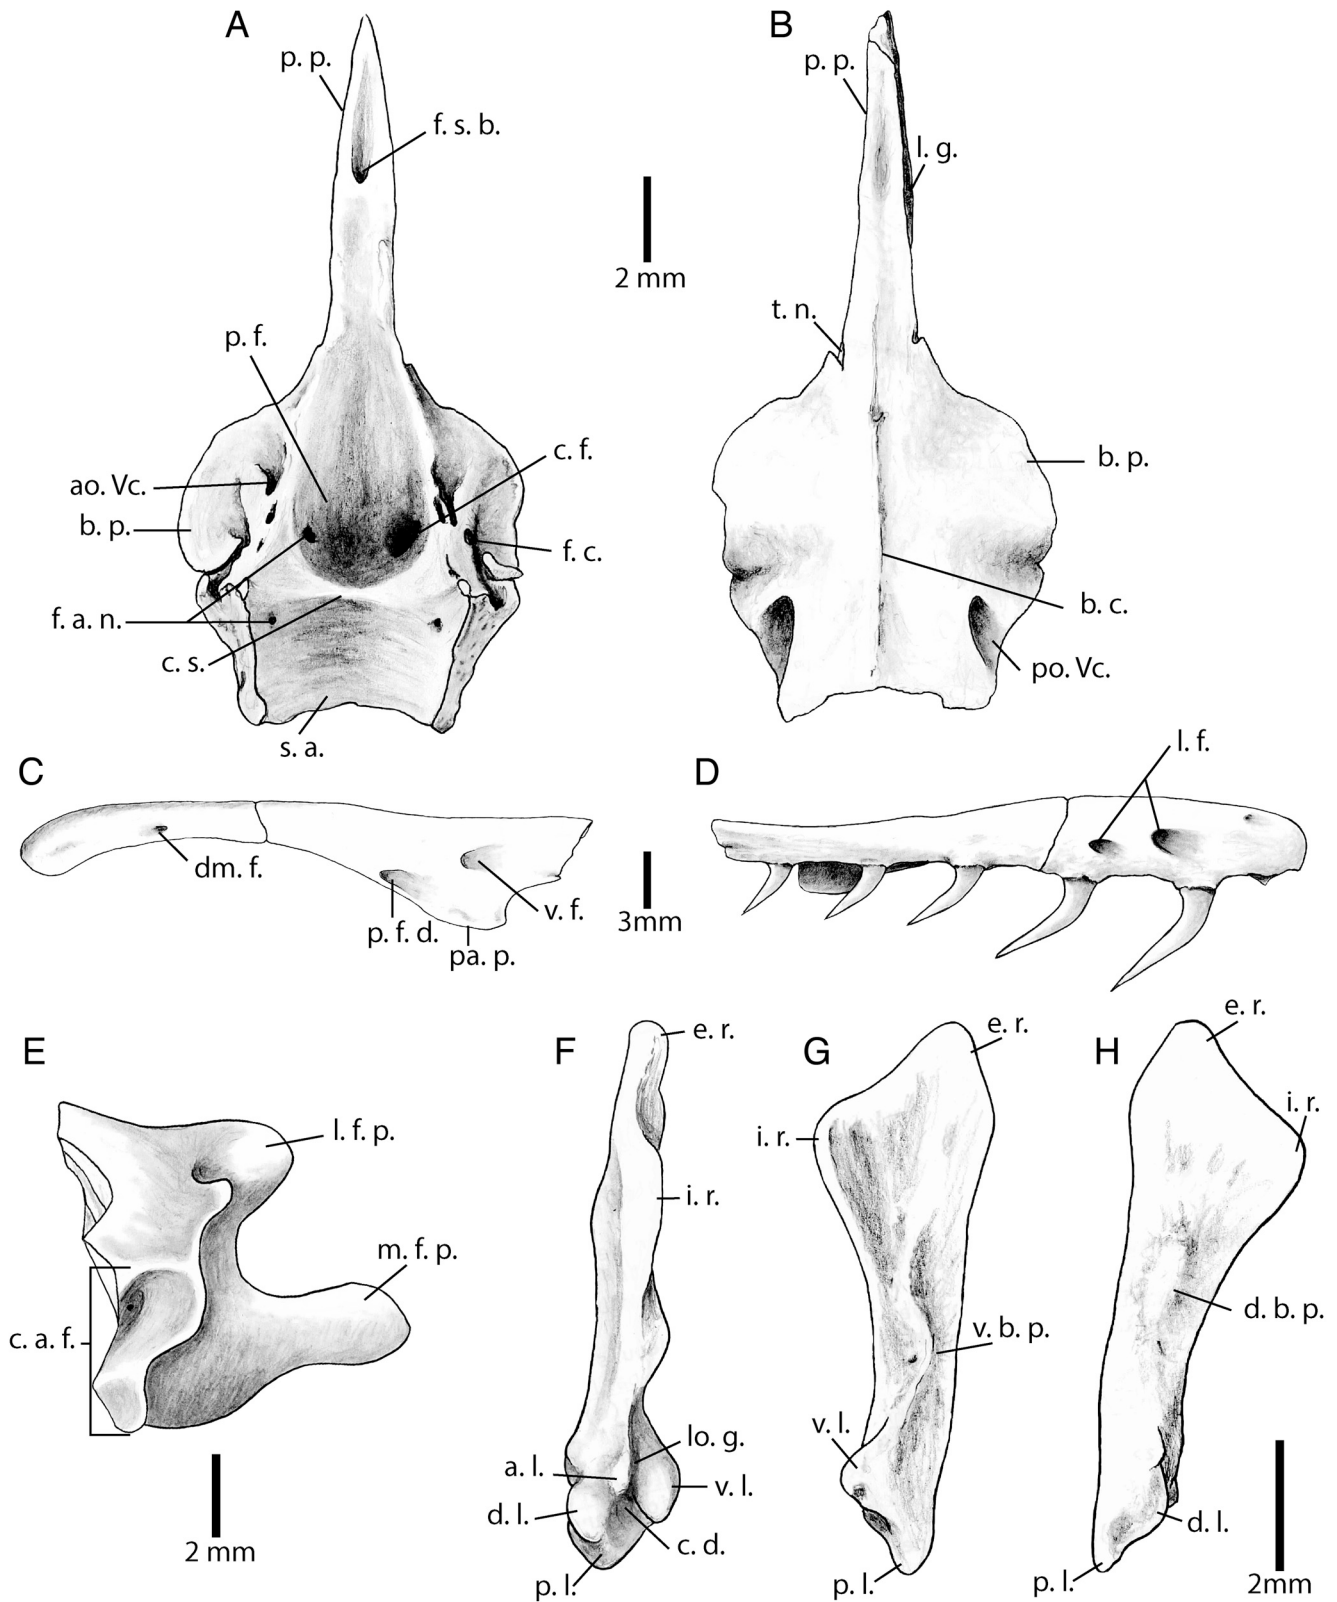 A
p. p.
f. s. b.
p. f.
c. f.
ao. Vc.
b. p.
f. c.
f. a. n.
c. s.
s. a.
2 mm
B
p. p.
l. g.
t. n.
b. p.
b. c.
po. Vc.
C
dm. f.
p. f. d.
v. f.
pa. p.
3mm
D
l. f.
E
l. f. p.
m. f. p.
c. a. f.
2 mm
F
e. r.
i. r.
lo. g.
a. l.
v. l.
d. l.
c. d.
p. l.
G
e. r.
i. r.
v. b. p.
v. l.
p. l.
H
e. r.
i. r.
d. b. p.
d. l.
p. l.
2mm